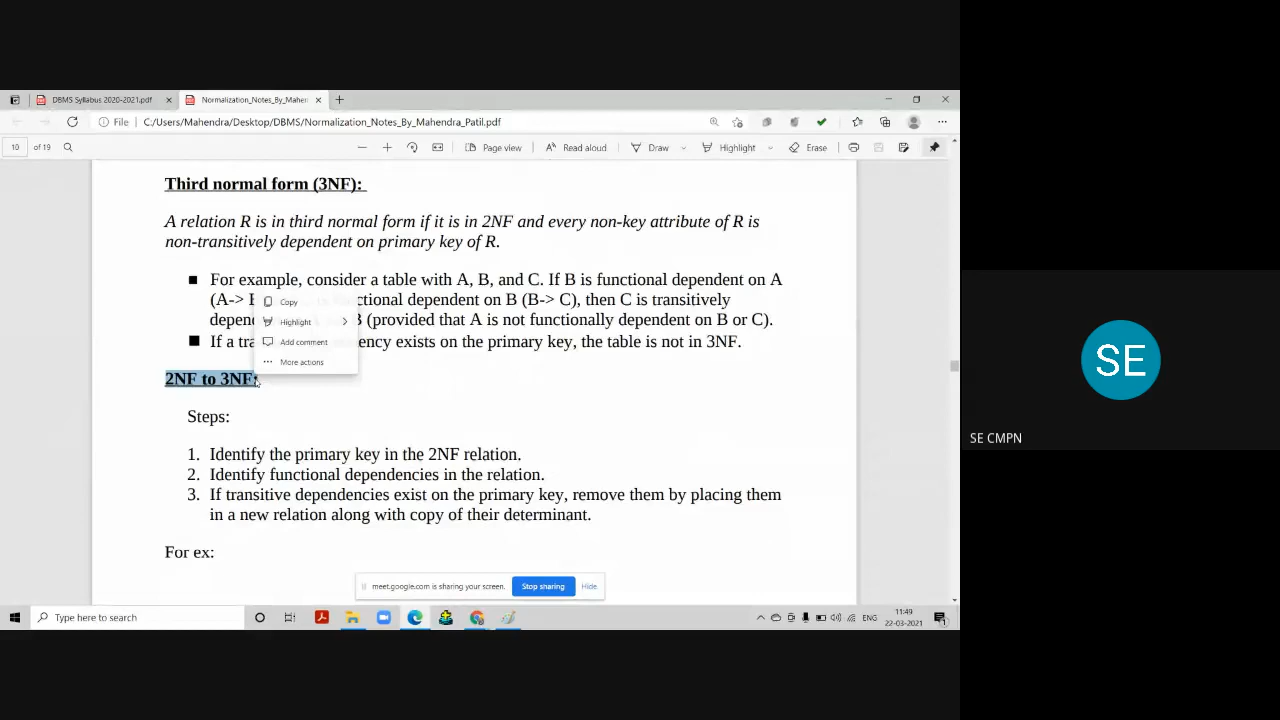 DBMS Syllabus 2020-2021.pdf
Normalization_Notes_By_Mahen
File
C:/Users/Mahendra/Desktop/DBMS/Normalization_Notes_By_Mahendra_Patil.pdf
10 of 19
Page view
Read aloud
Draw
Highlight
Erase
Third normal form (3NF):
A relation R is in third normal form if it is in 2NF and every non-key attribute of R is
non-transitively dependent on primary key of R.
■ For example, consider a table with A, B, and C. If B is functional dependent on A
(A-> ctional dependent on B (B-> C), then C is transitively
depen B (provided that A is not functionally dependent on B or C).
■ If a tra ency exists on the primary key, the table is not in 3NF.
Copy
Highlight
Add comment
More actions
2NF to 3NF:
Steps:
1. Identify the primary key in the 2NF relation.
2. Identify functional dependencies in the relation.
3. If transitive dependencies exist on the primary key, remove them by placing them
in a new relation along with copy of their determinant.
For ex:
meet.google.com is sharing your screen.
Stop sharing
Hide
SE
SE CMPN
Type here to search
ENG
11:49
22-03-2021